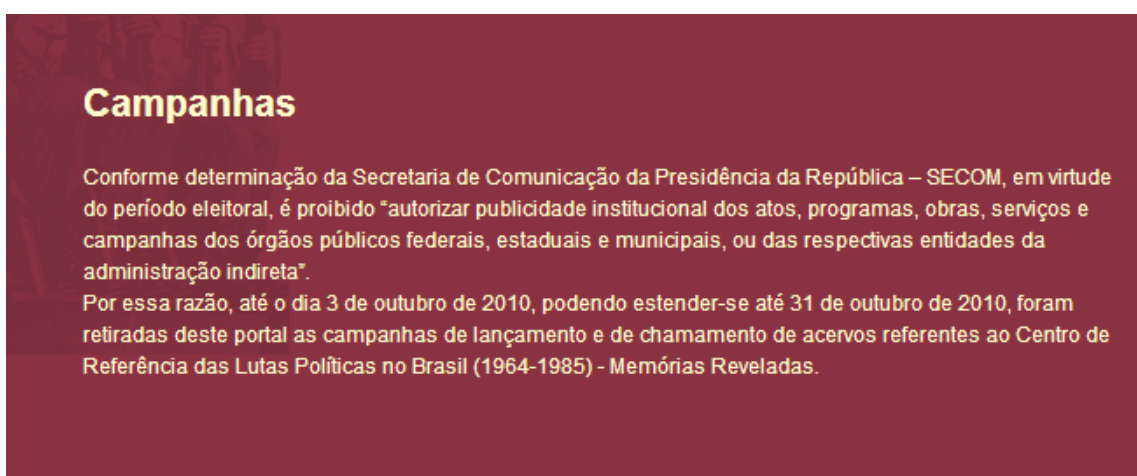 Campanhas
Conforme determinação da Secretaria de Comunicação da Presidência da República – SECOM, em virtude
do período eleitoral, é proibido “autorizar publicidade institucional dos atos, programas, obras, serviços e
campanhas dos órgãos públicos federais, estaduais e municipais, ou das respectivas entidades da
administração indireta”.
Por essa razão, até o dia 3 de outubro de 2010, podendo estender-se até 31 de outubro de 2010, foram
retiradas deste portal as campanhas de lançamento e de chamamento de acervos referentes ao Centro de
Referência das Lutas Políticas no Brasil (1964-1985) - Memórias Reveladas.